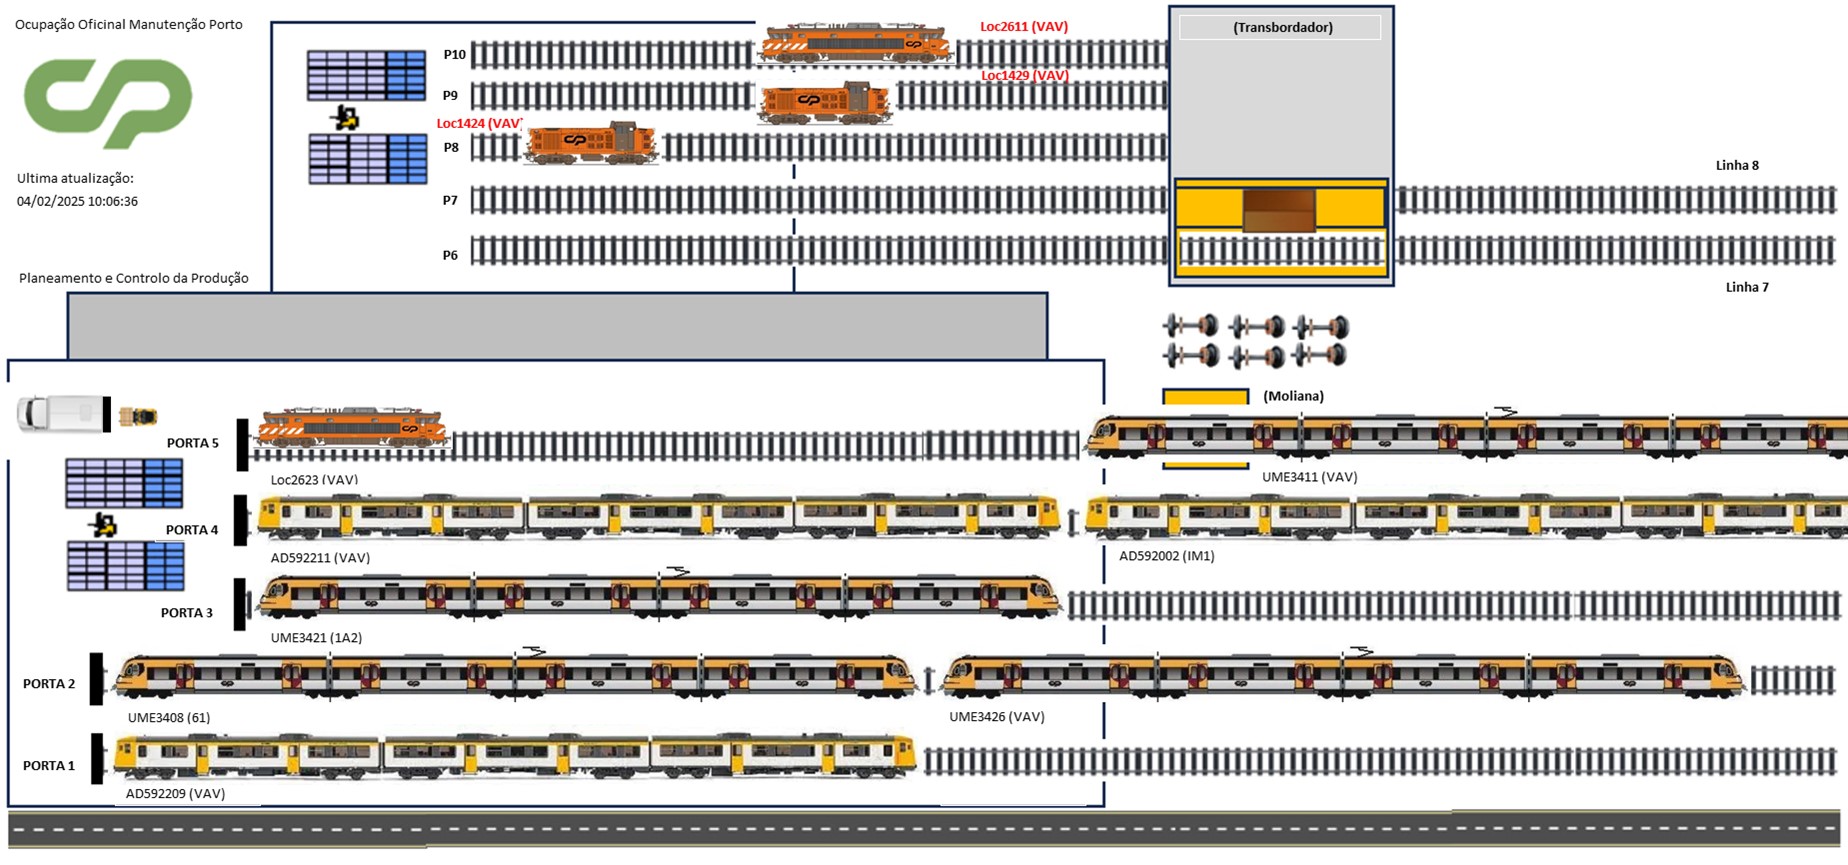 Ocupação Oficinal Manutenção Porto
Loc2611 (VAV)
(Transbordador)
P10
Loc1429 (VAV)
P9
Loc1424 (VAV)
P8
Linha 8
Ultima atualização:
04/02/2025 10:06:36
P7
P6
Planeamento e Controlo da Produção
Linha 7
(Moliana)
PORTA 5
Loc2623 (VAV)
UME3411 (VAV)
PORTA 4
AD592211 (VAV)
AD592002 (IM1)
PORTA 3
UME3421 (1A2)
PORTA 2
UME3408 (61)
UME3426 (VAV)
PORTA 1
AD592209 (VAV)